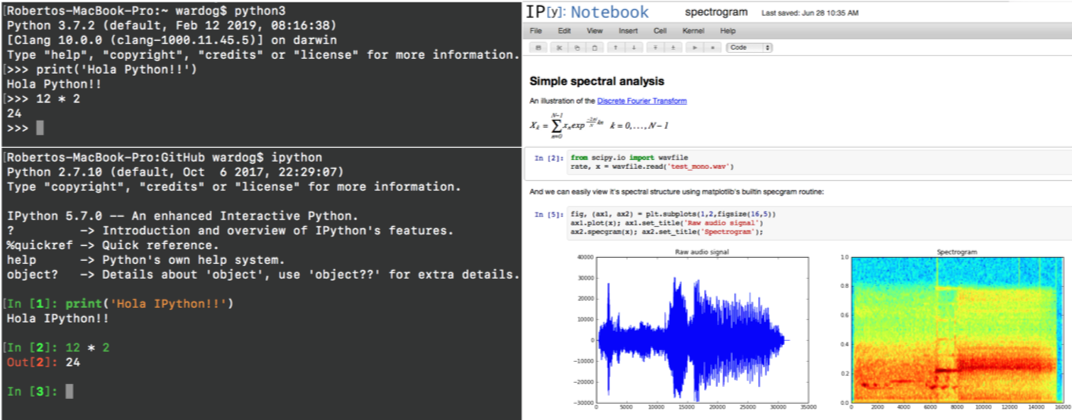 Robertos-MacBook-Pro:~ wardog$ python3
Python 3.7.2 (default, Feb 12 2019, 08:16:38)
[Clang 10.0.0 (clang-1000.11.45.5)] on darwin
Type "help", "copyright", "credits" or "license" for more information.
[>>> print('Hola Python!!')
Hola Python!!
[>>> 12 * 2
24
>>>
[Robertos-MacBook-Pro:GitHub wardog$ ipython
Python 2.7.10 (default, Oct  6 2017, 22:29:07)
Type "copyright", "credits" or "license" for more information.
IPython 5.7.0 -- An enhanced Interactive Python.
?         -> Introduction and overview of IPython's features.
%quickref -> Quick reference.
help      -> Python's own help system.
object?   -> Details about 'object', use 'object??' for extra details.
[In [1]: print('Hola IPython!!')
Hola IPython!!
[In [2]: 12 * 2
Out[2]: 24
In [3]:
IP[y]: Notebook spectrogram Last saved: Jun 28 10:35 AM
File Edit View Insert Cell Kernel Help
Code
Simple spectral analysis
An illustration of the Discrete Fourier Transform
k = 0, . . . , N − 1
In [2]: from scipy.io import wavfile
rate, x = wavfile.read('test_mono.wav')
And we can easily view it's spectral structure using matplotlib's builtin specgram routine:
In [5]: fig, (ax1, ax2) = plt.subplots(1,2,figsize(16,5))
ax1.plot(x); ax1.set_title('Raw audio signal')
ax2.specgram(x); ax2.set_title('Spectrogram');
Raw audio signal
40000
30000
20000
10000
0
−10000
−20000
−30000
0 5000 10000 15000 20000 25000 30000 35000
Spectrogram
1.0
0.8
0.6
0.4
0.2
0.0
0 2000 4000 6000 8000 10000 12000 14000 16000